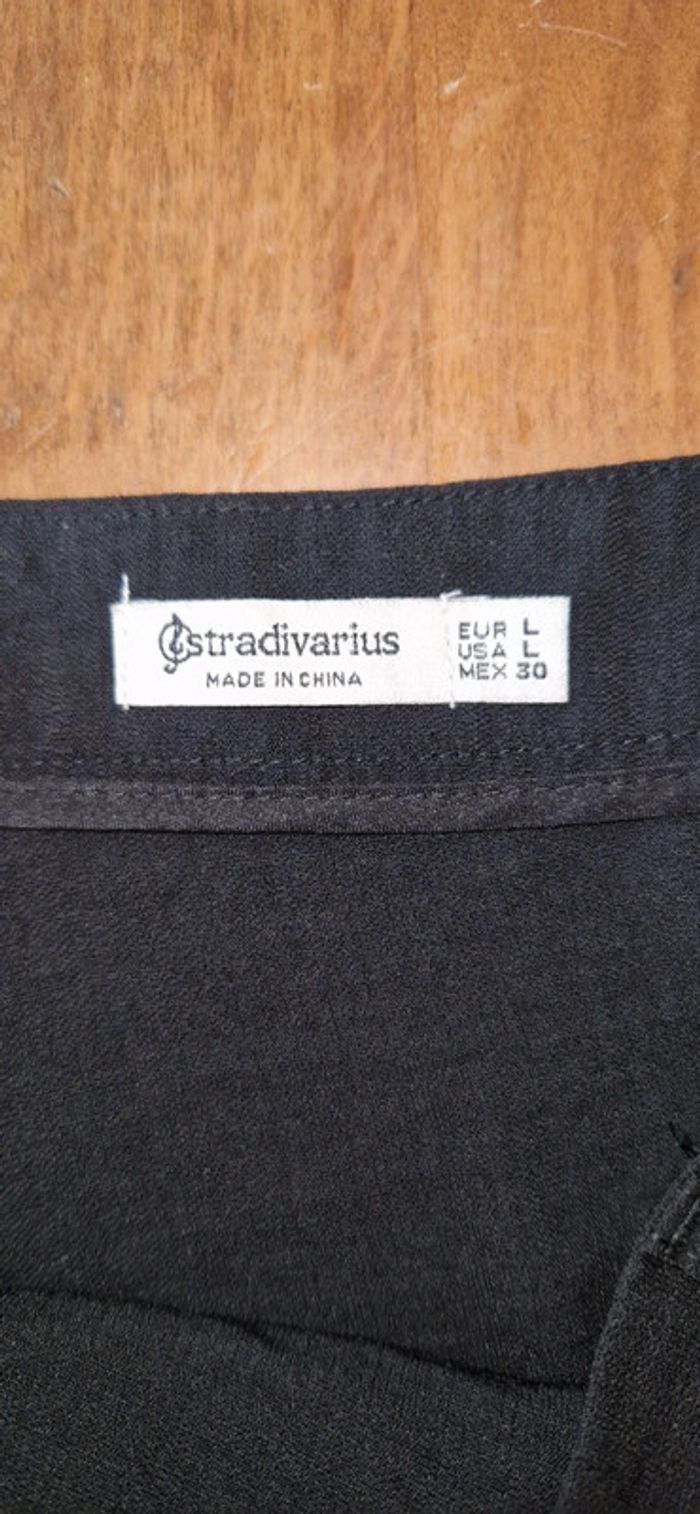 stradivarius
MADE IN CHINA
EUR L
USA L
MEX 30